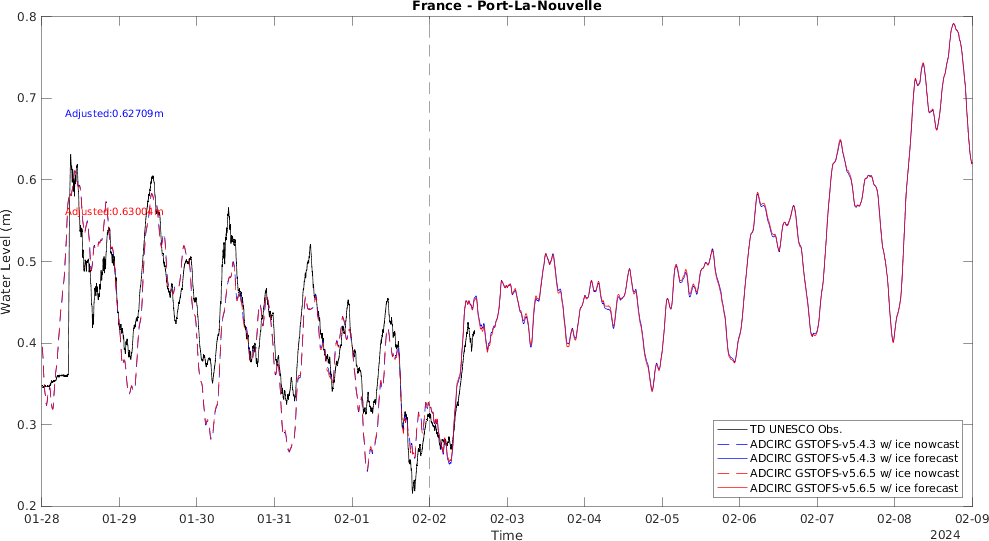 France - Port-La-Nouvelle
0.8
0.7
0.6
0.5
0.4
0.3
0.2
Water Level (m)
Adjusted:0.62709m
Adjusted:0.63004m
TD UNESCO Obs.
ADCIRC GSTOFS-v5.4.3 w/ ice nowcast
ADCIRC GSTOFS-v5.4.3 w/ ice forecast
ADCIRC GSTOFS-v5.6.5 w/ ice nowcast
ADCIRC GSTOFS-v5.6.5 w/ ice forecast
01-28 01-29 01-30 01-31 02-01 02-02 02-03 02-04 02-05 02-06 02-07 02-08 02-09
Time
2024